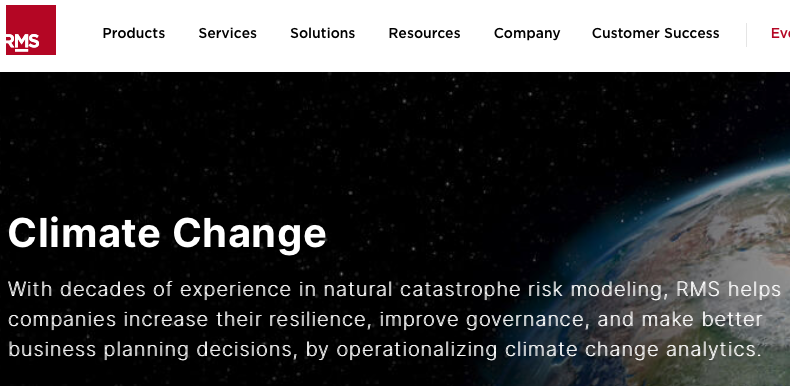 RMS
Products Services Solutions Resources Company Customer Success
Climate Change
With decades of experience in natural catastrophe risk modeling, RMS helps
companies increase their resilience, improve governance, and make better
business planning decisions, by operationalizing climate change analytics.